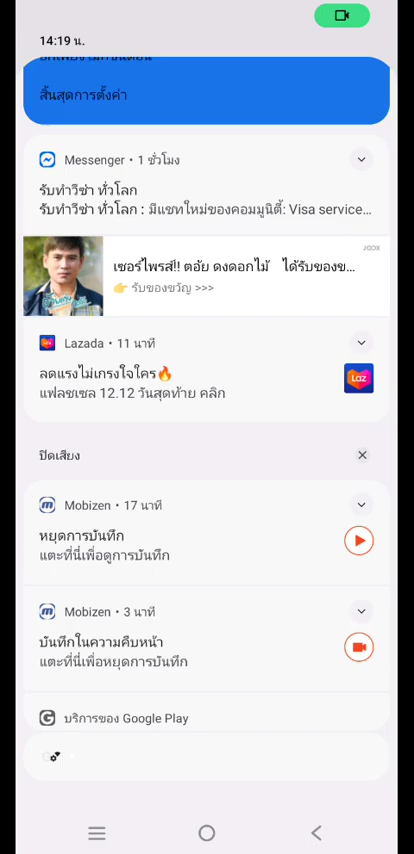 14:19 น.
สิ้นสุดการตั้งค่า
Messenger • 1 ชั่วโมง
รับทำวีซ่า ทั่วโลก
รับทำวีซ่า ทั่วโลก : มีแชทใหม่ของคอมมูนิตี้: Visa service...
JOOX
เซอร์ไพรส์!! ตอัย ดงดอกไม้ ได้รับของข...
👉 รับของขวัญ >>>
Lazada • 11 นาที
ลดแรงไม่เกรงใจใคร🔥
แฟลชเซล 12.12 วันสุดท้าย คลิก
Laz
ปิดเสียง
Mobizen • 17 นาที
หยุดการบันทึก
แตะที่นี่เพื่อดูการบันทึก
Mobizen • 3 นาที
บันทึกในความคืบหน้า
แตะที่นี่เพื่อหยุดการบันทึก
บริการของ Google Play